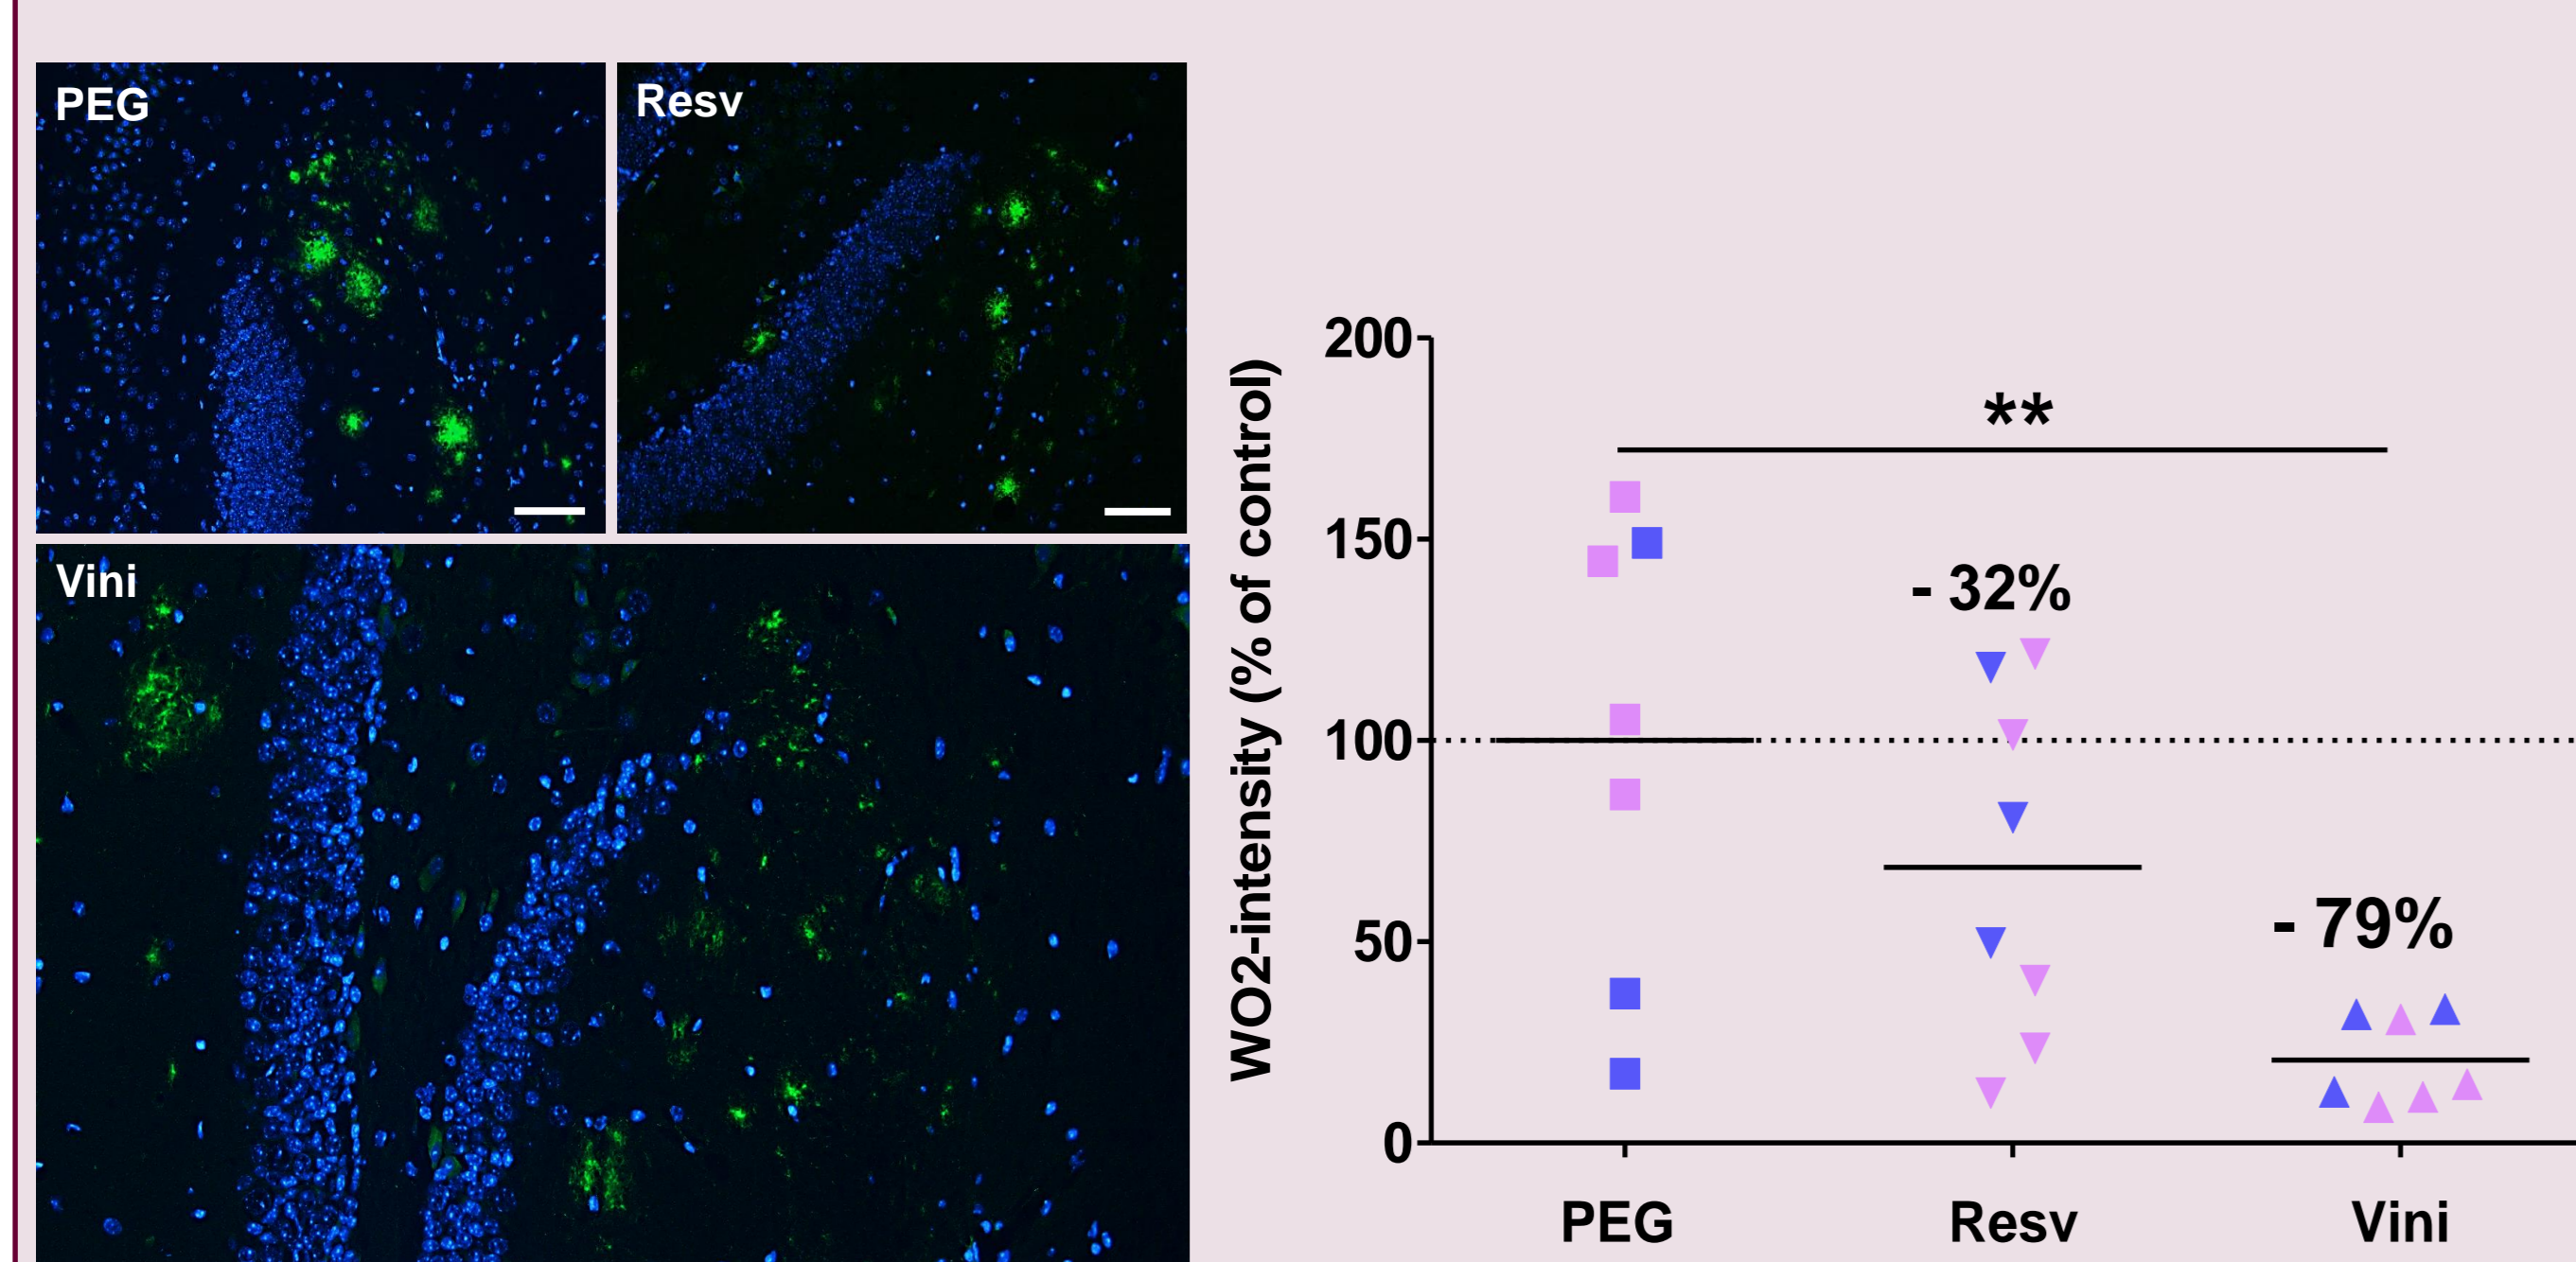 PEG
Resv
Vini
WO2-intensity (% of control)
200
150
100
50
0
**
- 32%
- 79%
PEG
Resv
Vini